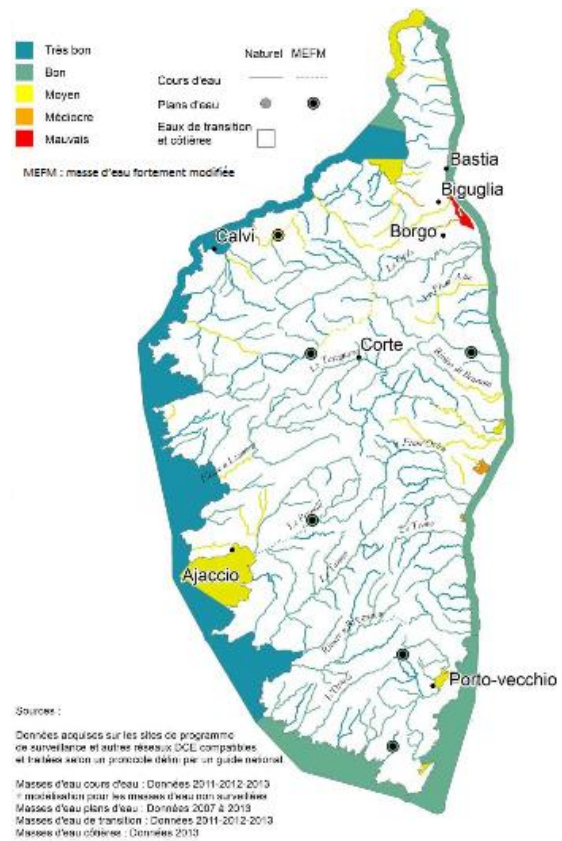 Très bon
Bon
Moyen
Médiocre
Mauvais
Naturel MEFM
Cours d'eau
Plans d'eau
Eaux de transition
et côtières
MEFM : masse d'eau fortement modifiée
Bastia
Biguglia
Borgo
Calvi
Corte
Ajaccio
Porto-vecchio
Sources :
Données acquises sur les sites de programme
de surveillance et autres réseaux DCE compatibles
et traitées selon un protocole défini par un guide national
Masses d'eau cours d'eau : Données 2011-2012-2013
+ modélisation pour les masses d'eau non surveillées
Masses d'eau plans d'eau : Données 2007 à 2013
Masses d'eau de transition : Données 2011-2012-2013
Masses d'eau côtières : Données 2013